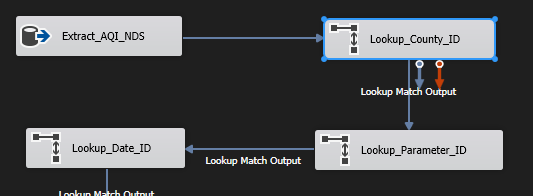 Extract_AQI_NDS
Lookup_County_ID
Lookup Match Output
Lookup_Parameter_ID
Lookup Match Output
Lookup_Date_ID
Lookup Match Output